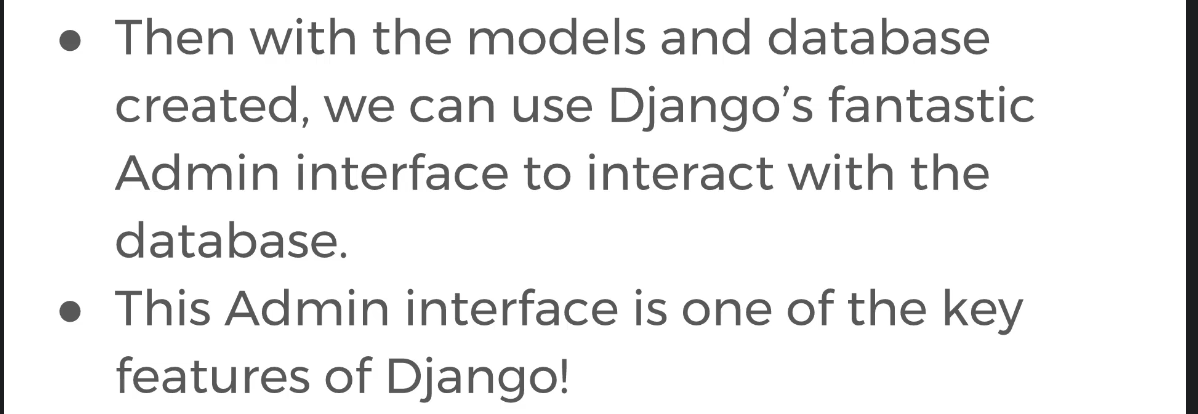 ● Then with the models and database
created, we can use Django’s fantastic
Admin interface to interact with the
database.
● This Admin interface is one of the key
features of Django!